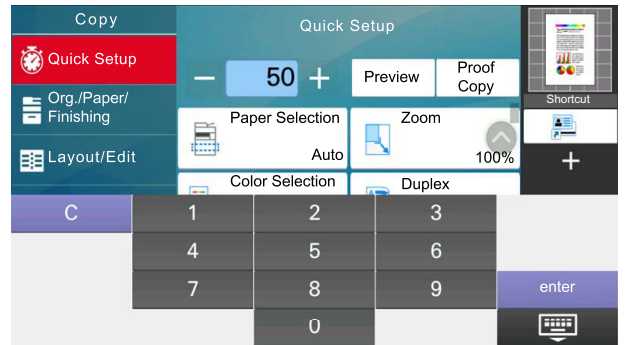 Copy
Quick Setup
Quick Setup
50
Preview
Proof
Copy
Org./Paper/
Finishing
Shortcut
Paper Selection
Auto
Zoom
100%
Layout/Edit
Color Selection
Duplex
C
1
2
3
4
5
6
7
8
9
enter
0